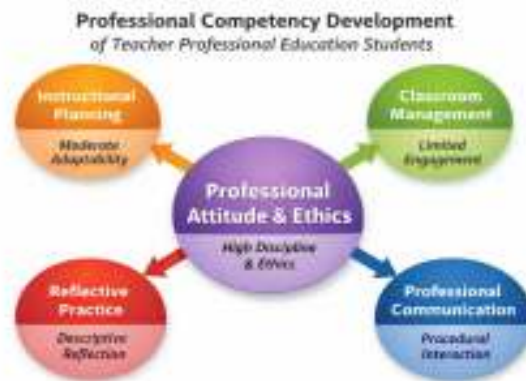 Professional Competency Development
of Teacher Professional Education Students
Instructional
Planning
Moderate
Adaptability
Classroom
Management
Limited
Engagement
Professional
Attitude & Ethics
High Discipline
& Ethics
Reflective
Practice
Descriptive
Reflection
Professional
Communication
Procedural
Interaction